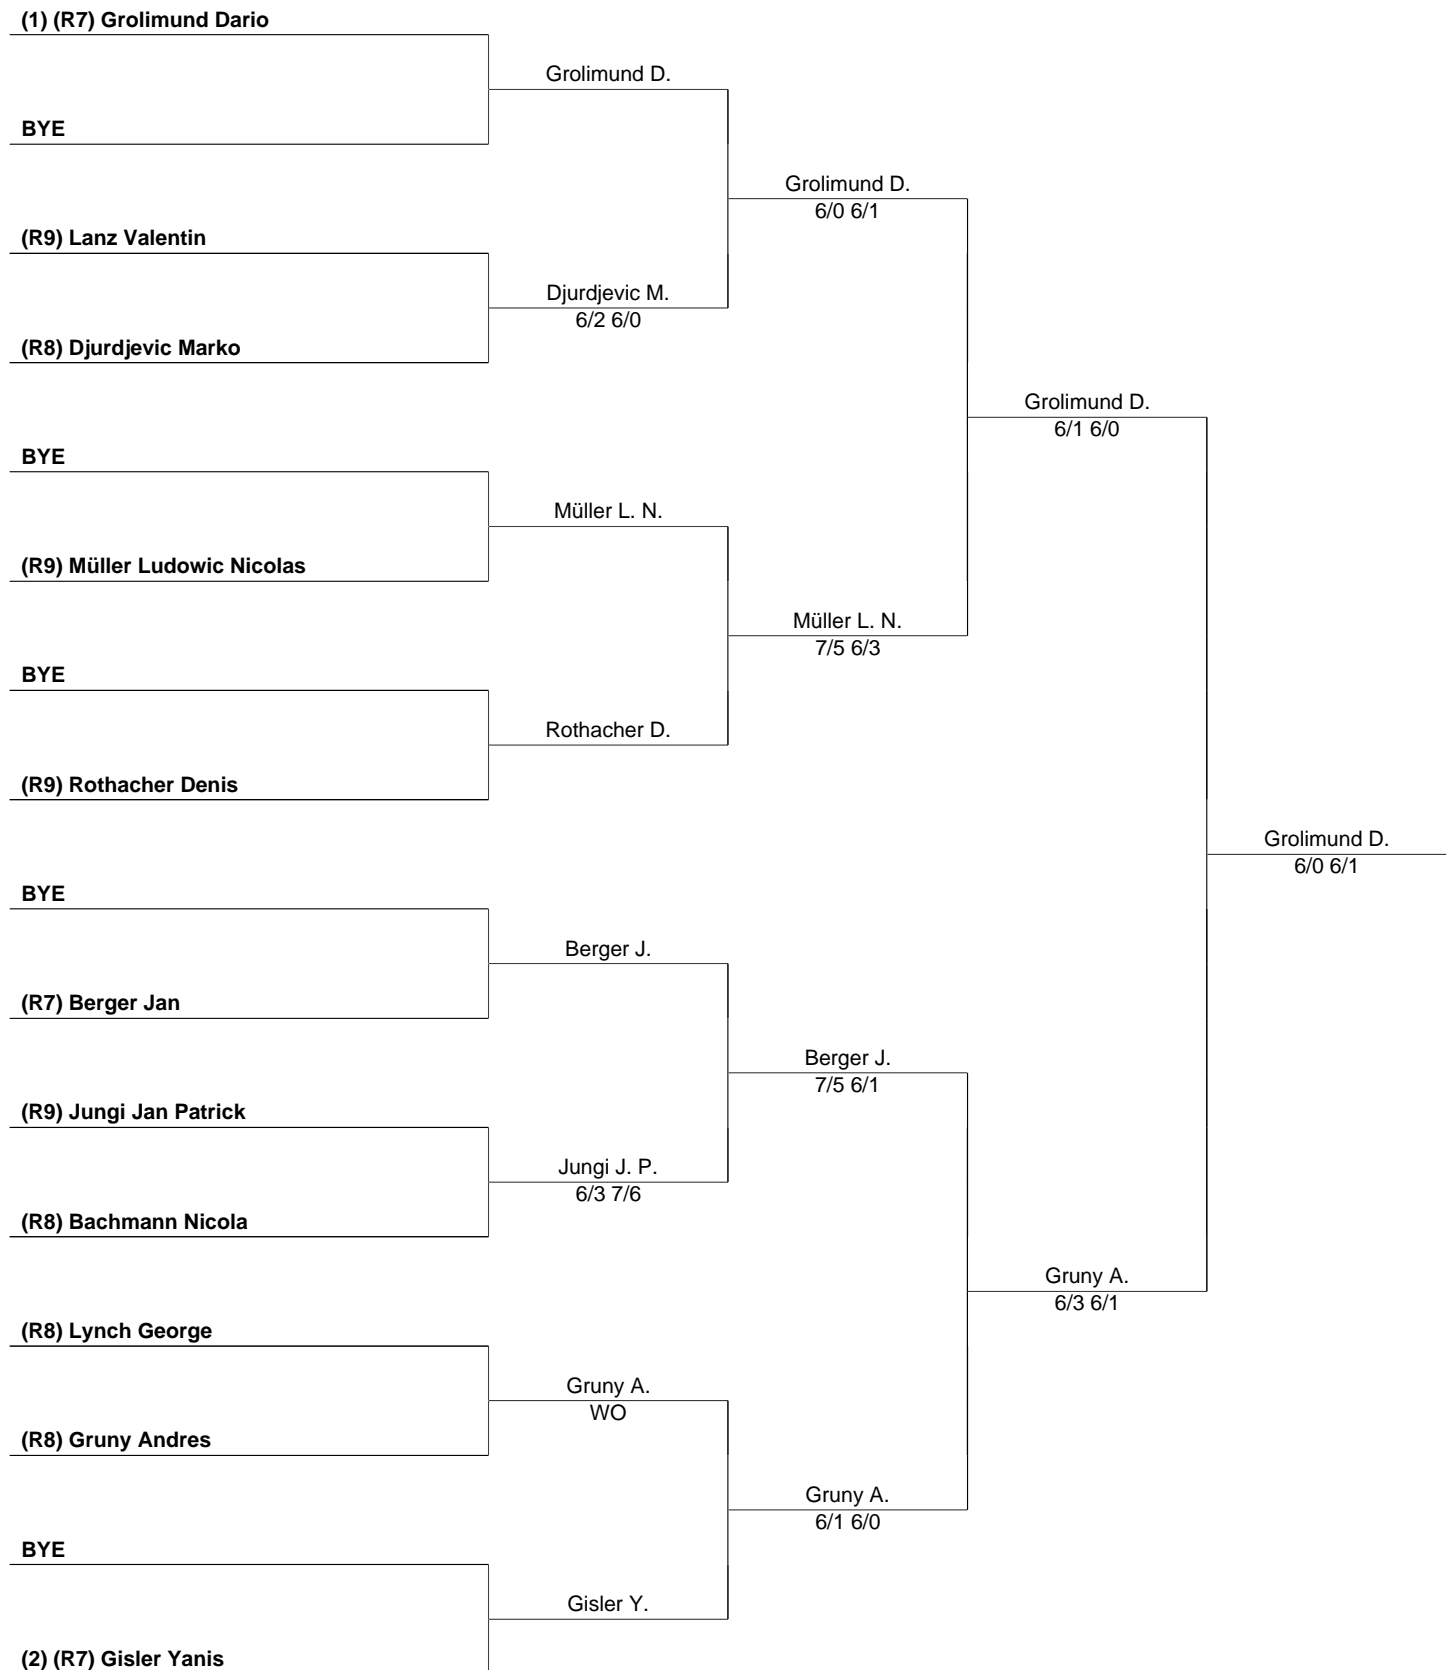 (1) (R7) Grolimund Dario
Grolimund D.
BYE
Grolimund D.
6/0 6/1
(R9) Lanz Valentin
Djurdjevic M.
6/2 6/0
(R8) Djurdjevic Marko
Grolimund D.
6/1 6/0
BYE
Müller L. N.
(R9) Müller Ludowic Nicolas
Müller L. N.
7/5 6/3
BYE
Rothacher D.
(R9) Rothacher Denis
Grolimund D.
6/0 6/1
BYE
Berger J.
(R7) Berger Jan
Berger J.
7/5 6/1
(R9) Jungi Jan Patrick
Jungi J. P.
6/3 7/6
(R8) Bachmann Nicola
Gruny A.
6/3 6/1
(R8) Lynch George
Gruny A.
WO
(R8) Gruny Andres
Gruny A.
6/1 6/0
BYE
Gisler Y.
(2) (R7) Gisler Yanis